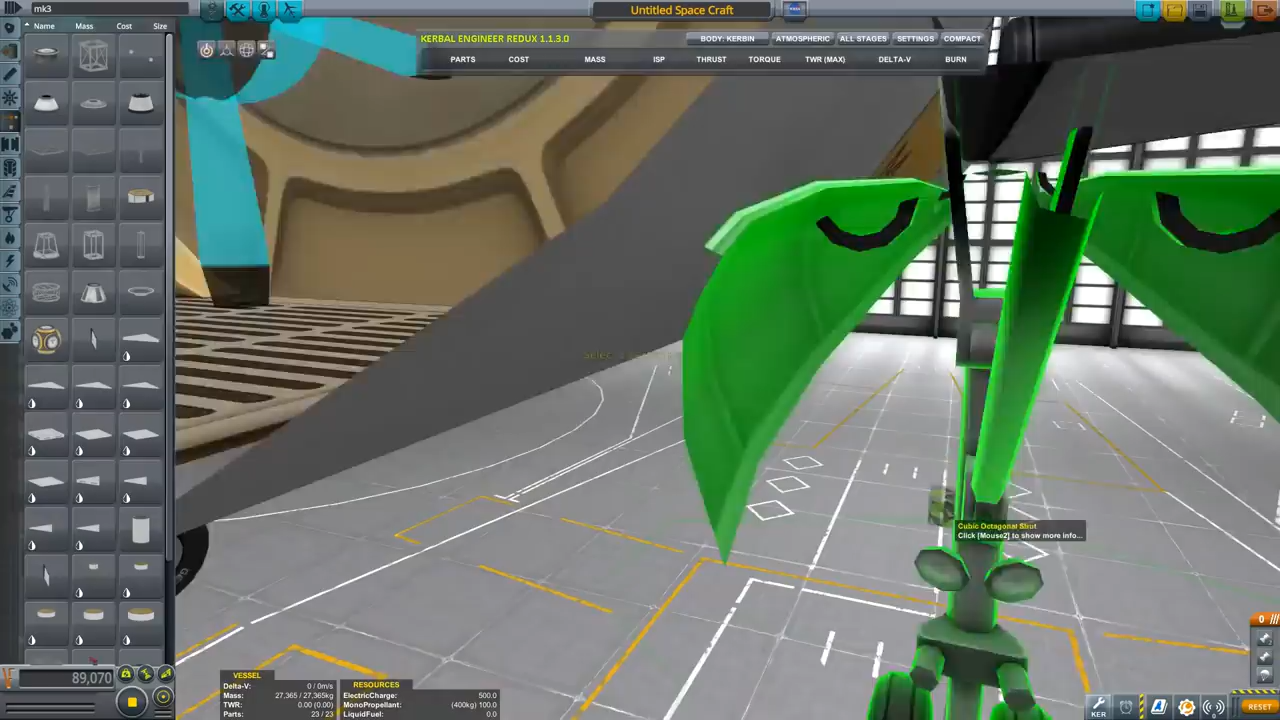 mk3
Untitled Space Craft
Name Mass Cost Size
KERBAL ENGINEER REDUX 1.1.3.0 BODY: KERBIN ATMOSPHERIC ALL STAGES SETTINGS COMPACT
PARTS COST MASS ISP THRUST TORQUE TWR (MAX) DELTA-V BURN
Cubic Octagonal Strut
Click [Mouse2] to show more info...
0
89,070
VESSEL
Delta-V: 0 / 0m/s
Mass: 27,365 / 27,365kg
TWR: 0.00 (0.00)
Parts: 23 / 23
RESOURCES
ElectricCharge: 500.0
MonoPropellant: (400kg) 100.0
LiquidFuel: 0.0
KER
RESET